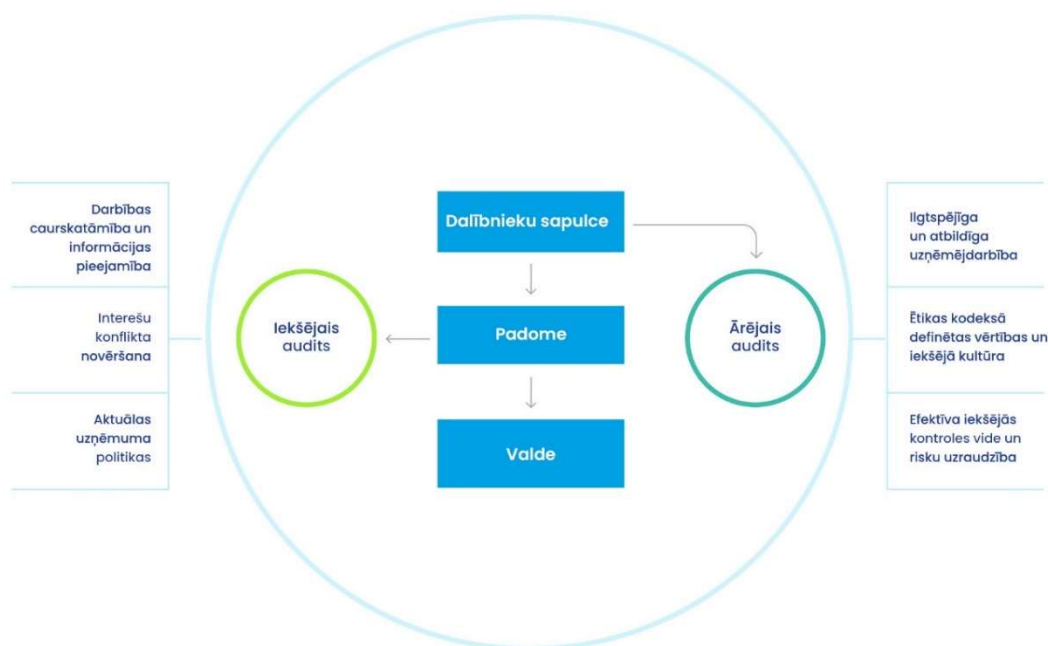 Darbības
caurskatāmība un
informācijas
pieejamība
Interešu
konflikta
novēršana
Aktuālas
uzņēmuma
politikas
Iekšējais
audits
Dalībnieku sapulce
Padome
Valde
Ārējais
audits
Ilgtspējīga
un atbildīga
uzņēmējdarbība
Ētikas kodeksā
definētas vērtības un
iekšējā kultūra
Efektīva iekšējās
kontroles vide un
risku uzraudzība